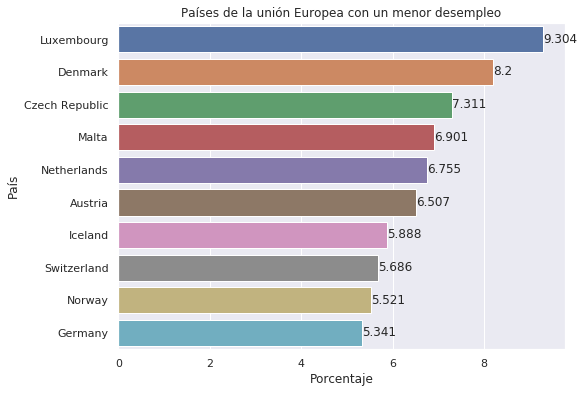 Países de la unión Europea con un menor desempleo
Luxembourg 9.304
Denmark 8.2
Czech Republic 7.311
Malta 6.901
Netherlands 6.755
Austria 6.507
Iceland 5.888
Switzerland 5.686
Norway 5.521
Germany 5.341
País
0 2 4 6 8
Porcentaje